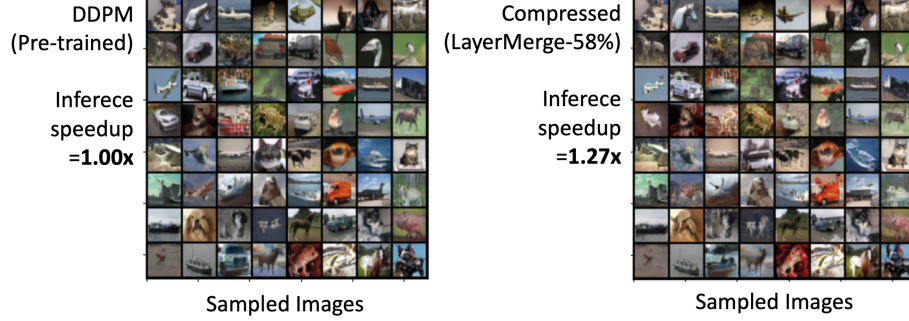 DDPM
(Pre-trained)
Inferece
speedup
=1.00x
Sampled Images
Compressed
(LayerMerge-58%)
Inferece
speedup
=1.27x
Sampled Images